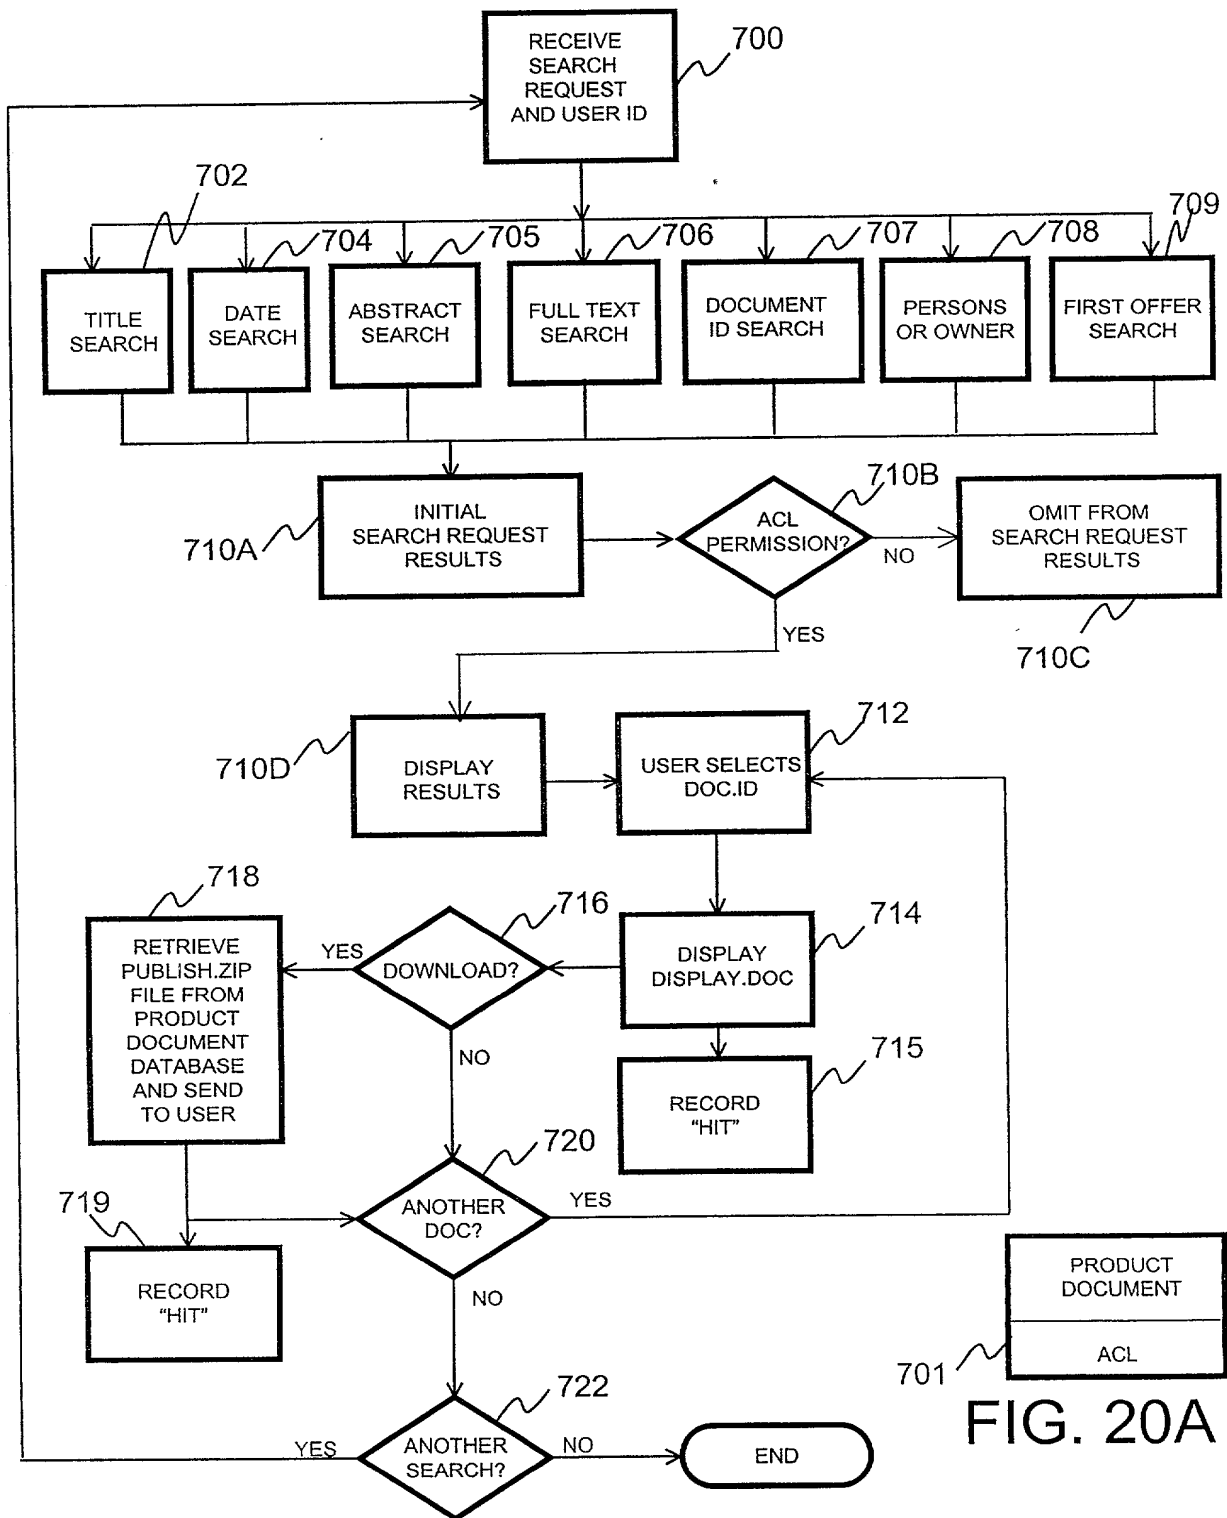 RECEIVE
SEARCH
REQUEST
AND USER ID
700
702
704
705
706
707
708
709
TITLE
SEARCH
DATE
SEARCH
ABSTRACT
SEARCH
FULL TEXT
SEARCH
DOCUMENT
ID SEARCH
PERSONS
OR OWNER
FIRST OFFER
SEARCH
710A
INITIAL
SEARCH REQUEST
RESULTS
710B
ACL
PERMISSION?
NO
OMIT FROM
SEARCH REQUEST
RESULTS
710C
YES
710D
DISPLAY
RESULTS
712
USER SELECTS
DOC.ID
718
RETRIEVE
PUBLISH.ZIP
FILE FROM
PRODUCT
DOCUMENT
DATABASE
AND SEND
TO USER
YES
716
DOWNLOAD?
NO
714
DISPLAY
DISPLAY.DOC
715
RECORD
“HIT”
719
RECORD
“HIT”
720
ANOTHER
DOC?
YES
NO
PRODUCT
DOCUMENT
ACL
701
722
ANOTHER
SEARCH?
YES
NO
END
FIG. 20A